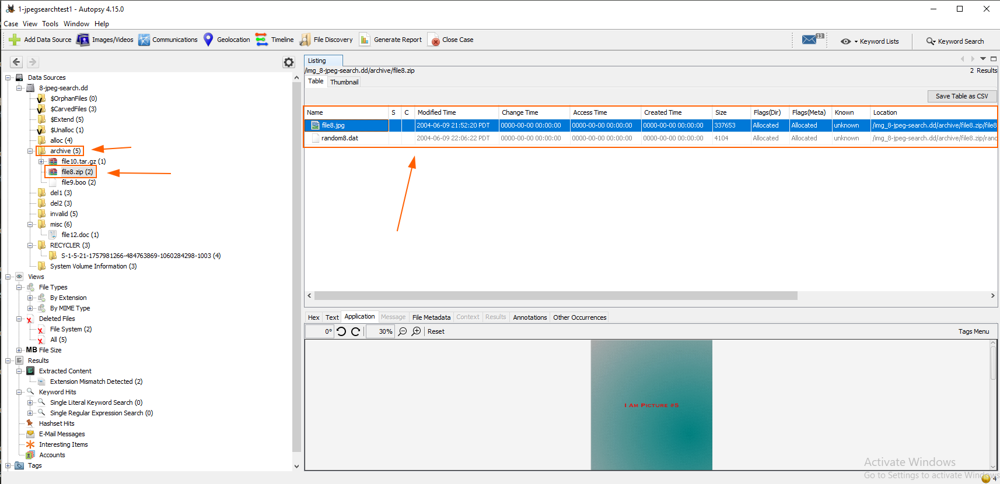 1-jpegsearchtest1 - Autopsy 4.15.0
Case View Tools Window Help
Add Data Source Images/Videos Communications Geolocation Timeline File Discovery Generate Report Close Case 13 Keyword Lists Keyword Search
Data Sources
8-jpeg-search.dd
$OrphanFiles (0)
$CarvedFiles (3)
$Extend (5)
$Unalloc (1)
alloc (4)
archive (5)
file10.tar.gz (1)
file8.zip (2)
file9.boo (2)
del1 (3)
del2 (3)
invalid (5)
misc (6)
file12.doc (1)
RECYCLER (3)
S-1-5-21-1757981266-484763869-1060284298-1003 (4)
System Volume Information (3)
Views
File Types
By Extension
By MIME Type
Deleted Files
File System (2)
All (5)
MB File Size
Results
Extracted Content
Extension Mismatch Detected (2)
Keyword Hits
Single Literal Keyword Search (0)
Single Regular Expression Search (0)
Hashset Hits
E-Mail Messages
Interesting Items
Accounts
Tags
Listing
/img_8-jpeg-search.dd/archive/file8.zip 2 Results
Table Thumbnail
Save Table as CSV
Name S C Modified Time Change Time Access Time Created Time Size Flags(Dir) Flags(Meta) Known Location
file8.jpg 2004-06-09 21:52:20 PDT 0000-00-00 00:00:00 0000-00-00 00:00:00 0000-00-00 00:00:00 337653 Allocated Allocated unknown /img_8-jpeg-search.dd/archive/file8.zip/file8
random8.dat 2004-06-09 22:06:22 PDT 0000-00-00 00:00:00 0000-00-00 00:00:00 0000-00-00 00:00:00 4104 Allocated Allocated unknown /img_8-jpeg-search.dd/archive/file8.zip/ranc
Hex Text Application Message File Metadata Context Results Annotations Other Occurrences
0° 30% Reset Tags Menu
I Am Picture #5
Activate Windows
Go to Settings to activate Windows
4